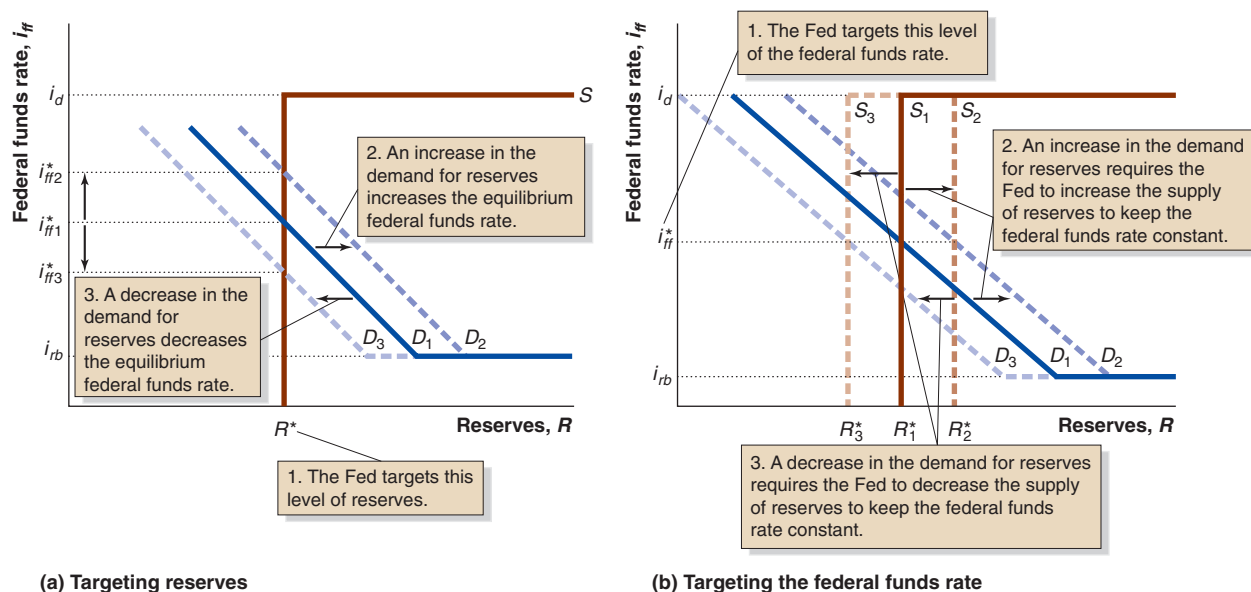 Federal funds rate, i_ff
i_d
i*_ff2
i*_ff1
i*_ff3
i_rb
S
2. An increase in the
demand for reserves
increases the equilibrium
federal funds rate.
3. A decrease in the
demand for
reserves decreases
the equilibrium
federal funds rate.
D_3
D_1
D_2
R*
Reserves, R
1. The Fed targets this
level of reserves.
(a) Targeting reserves
Federal funds rate, i_ff
1. The Fed targets this level
of the federal funds rate.
i_d
i*_ff
i_rb
S_3
S_1
S_2
2. An increase in the demand
for reserves requires the
Fed to increase the supply
of reserves to keep the
federal funds rate constant.
D_3
D_1
D_2
R*_3
R*_1
R*_2
Reserves, R
3. A decrease in the demand for reserves
requires the Fed to decrease the supply
of reserves to keep the federal funds
rate constant.
(b) Targeting the federal funds rate